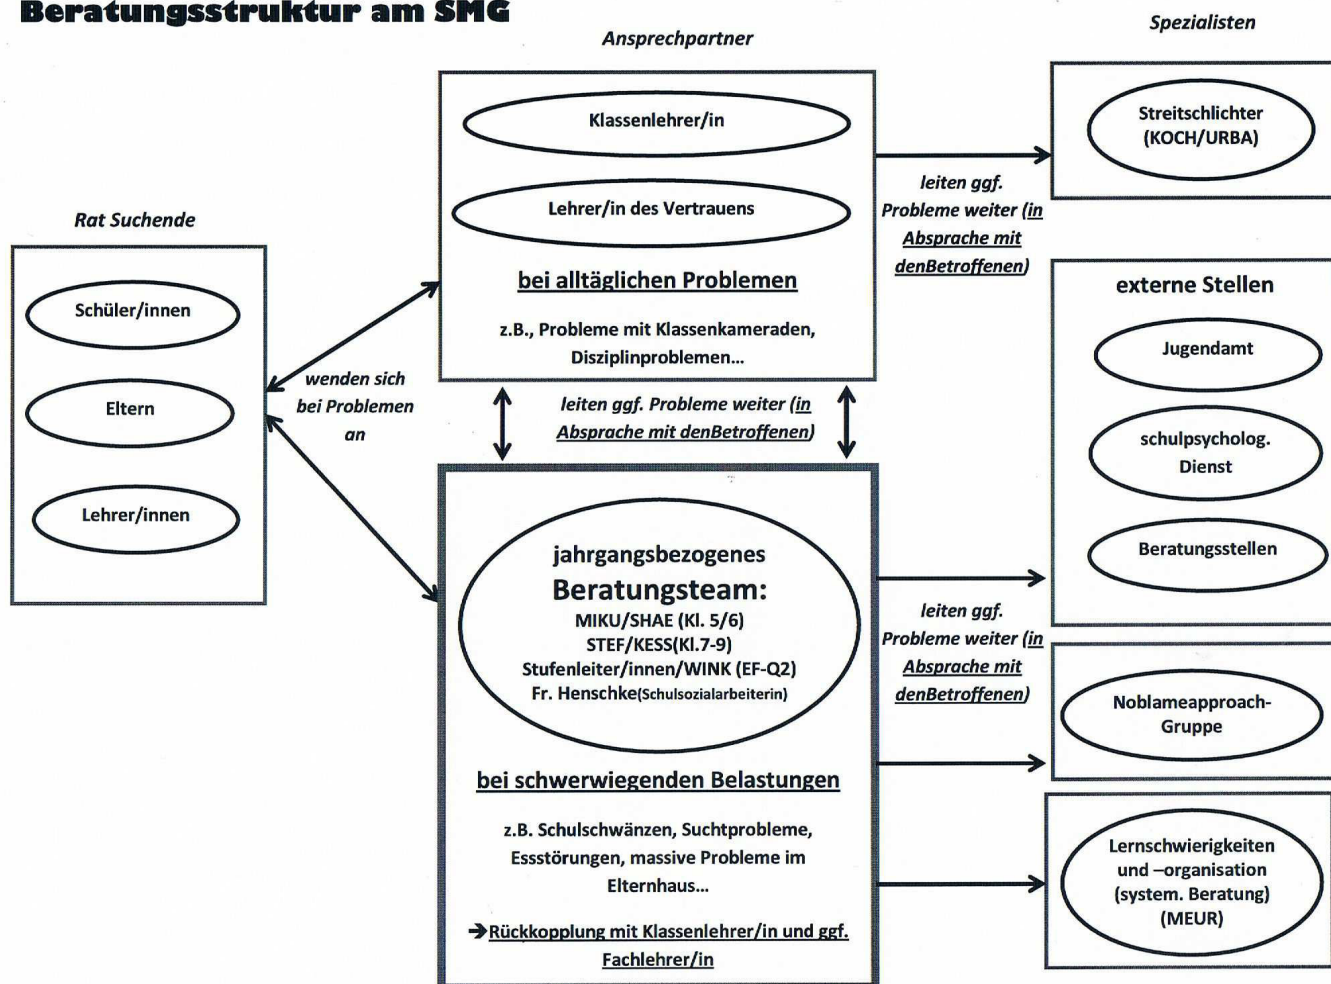 Beratungsstruktur am SMG
Rat Suchende
Schüler/innen
Eltern
Lehrer/innen
wenden sich
bei Problemen
an
Ansprechpartner
Klassenlehrer/in
Lehrer/in des Vertrauens
bei alltäglichen Problemen
z.B., Probleme mit Klassenkameraden,
Disziplinproblemen...
leiten ggf. Probleme weiter (in
Absprache mit denBetroffenen)
jahrgangsbezogenes
Beratungsteam:
MIKU/SHAE (Kl. 5/6)
STEF/KESS(Kl.7-9)
Stufenleiter/innen/WINK (EF-Q2)
Fr. Henschke(Schulsozialarbeiterin)
bei schwerwiegenden Belastungen
z.B. Schulschwänzen, Suchtprobleme,
Essstörungen, massive Probleme im
Elternhaus...
➔Rückkopplung mit Klassenlehrer/in und ggf.
Fachlehrer/in
leiten ggf.
Probleme weiter (in
Absprache mit
denBetroffenen)
leiten ggf.
Probleme weiter (in
Absprache mit
denBetroffenen)
Spezialisten
Streitschlichter
(KOCH/URBA)
externe Stellen
Jugendamt
schulpsycholog.
Dienst
Beratungsstellen
Noblameapproach-
Gruppe
Lernschwierigkeiten
und –organisation
(system. Beratung)
(MEUR)